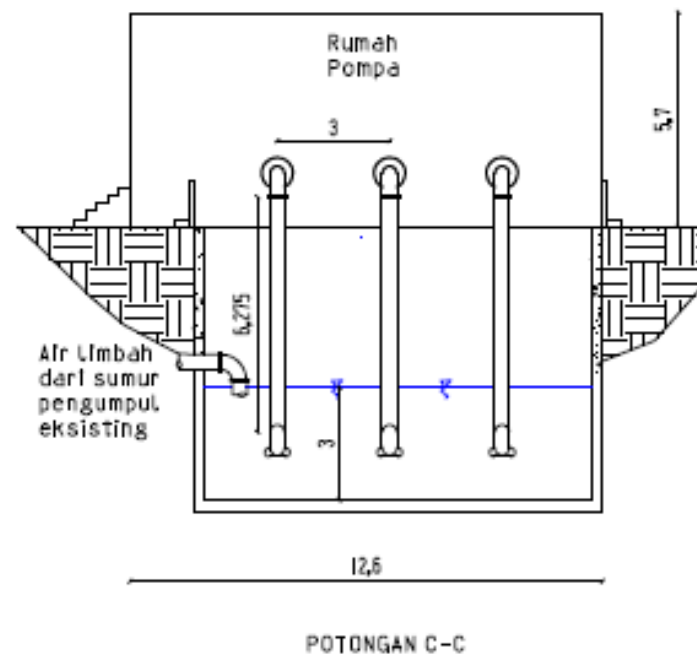 Rumah
Pompa
5,7
3
6,275
Air Limbah
dari sumur
pengumpul
eksisting
3
12,6
POTONGAN C-C